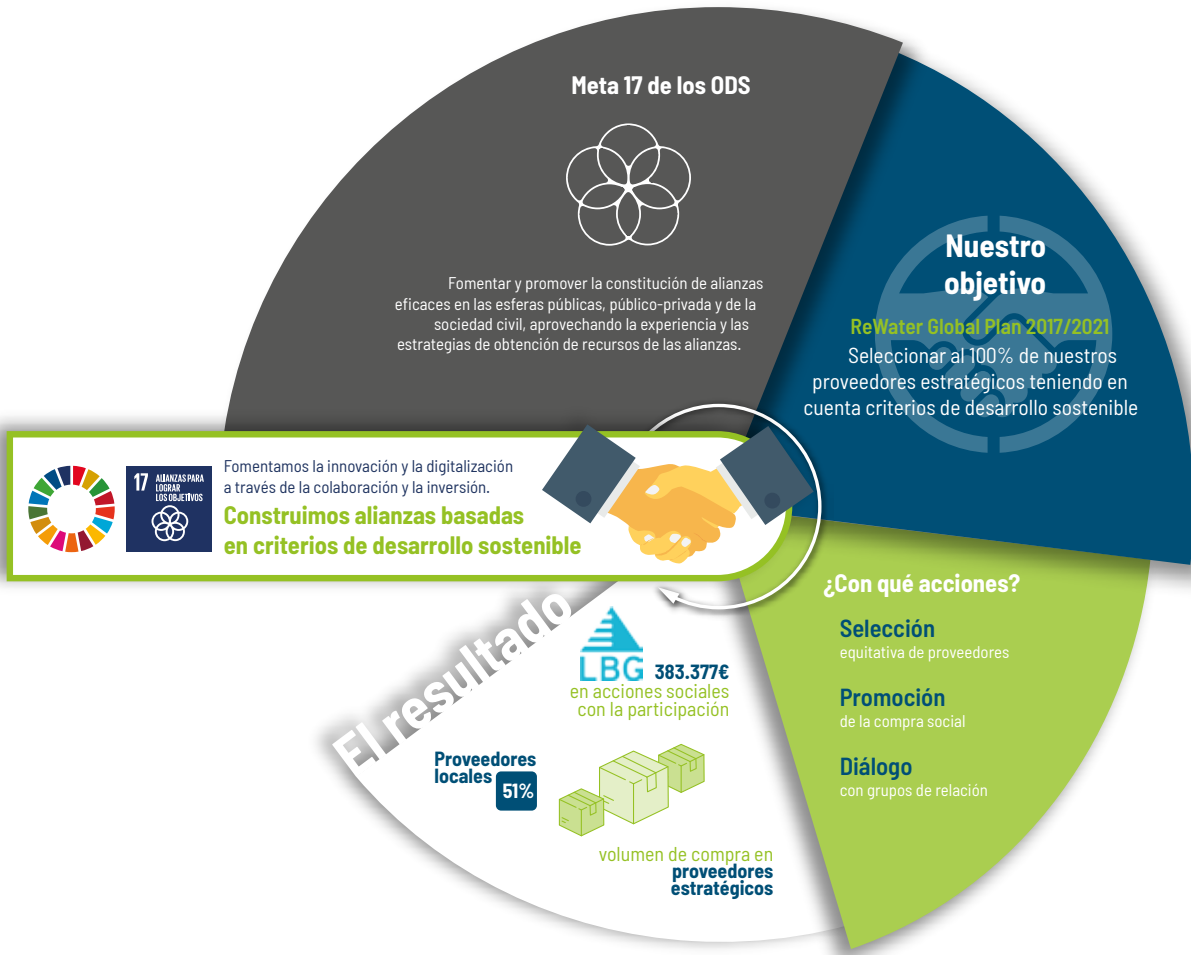 Meta 17 de los ODS
Fomentar y promover la constitución de alianzas
eficaces en las esferas públicas, público-privada y de la
sociedad civil, aprovechando la experiencia y las
estrategias de obtención de recursos de las alianzas.
Nuestro
objetivo
ReWater Global Plan 2017/2021
Seleccionar al 100% de nuestros
proveedores estratégicos teniendo en
cuenta criterios de desarrollo sostenible
17 ALIANZAS PARA
LOGRAR
LOS OBJETIVOS
Fomentamos la innovación y la digitalización
a través de la colaboración y la inversión.
Construimos alianzas basadas
en criterios de desarrollo sostenible
¿Con qué acciones?
Selección
equitativa de proveedores
Promoción
de la compra social
Diálogo
con grupos de relación
El resultado
LBG 383.377€
en acciones sociales
con la participación
Proveedores
locales
51%
volumen de compra en
proveedores
estratégicos